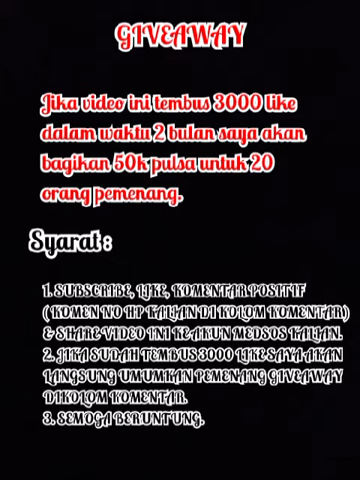 GIVEAWAY
Jika video ini tembus 3000 like
dalam waktu 2 bulan saya akan
bagikan 50k pulsa untuk 20
orang pemenang.
Syarat :
1. SUBSCRIBE, LIKE, KOMENTAR POSITIF
( KOMEN NO HP KALIAN DI KOLOM KOMENTAR)
& SHARE VIDEO INI KEAKUN MEDSOS KALIAN.
2. JIKA SUDAH TEMBUS 3000 LIKE SAYA AKAN
LANGSUNG UMUMKAN PEMENANG GIVEAWAY
DI KOLOM KOMENTAR.
3. SEMOGA BERUNTUNG.